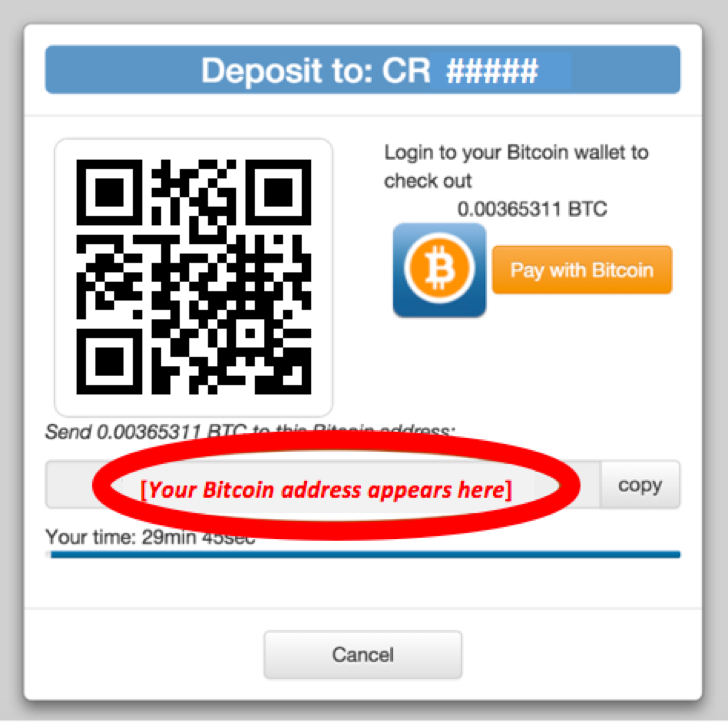 Deposit to: CR #####
Login to your Bitcoin wallet to
check out
0.00365311 BTC
Pay with Bitcoin
Send 0.00365311 BTC to this Bitcoin address:
[Your Bitcoin address appears here]
copy
Your time: 29min 45sec
Cancel